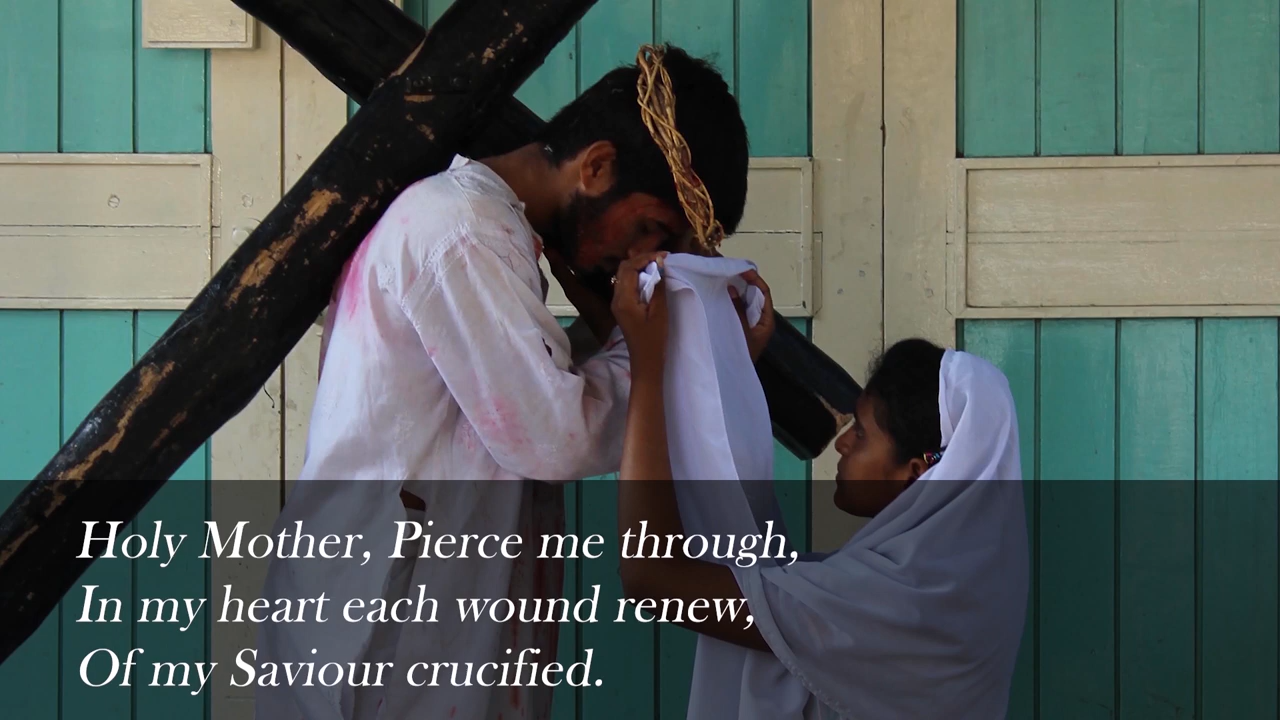 Holy Mother, Pierce me through,
In my heart each wound renew,
Of my Saviour crucified.